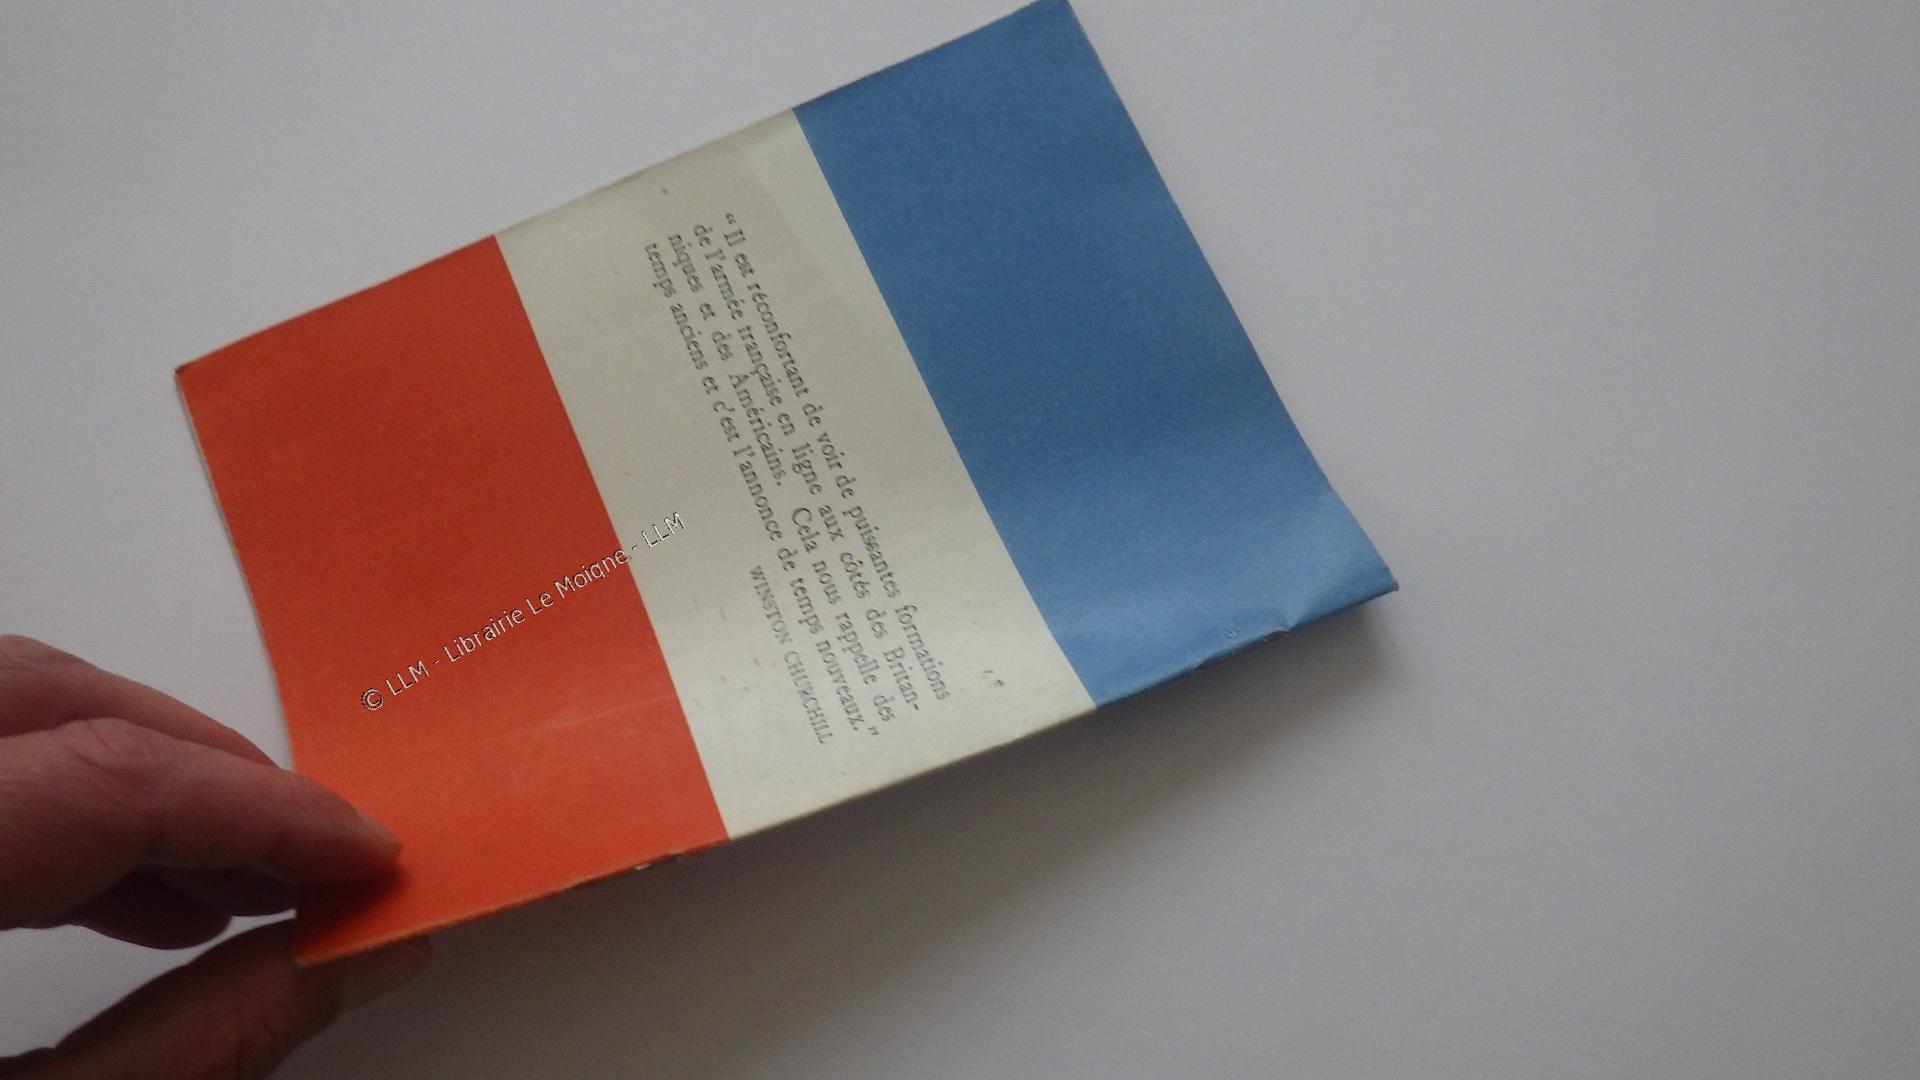 “ Il est réconfortant de voir de puissantes formations
de l'armée française en ligne aux côtés des Britan-
niques et des Américains. Cela nous rappelle des
temps anciens et c'est l'annonce de temps nouveaux.”
WINSTON CHURCHILL
© LLM - Librairie Le Moigne - LLM